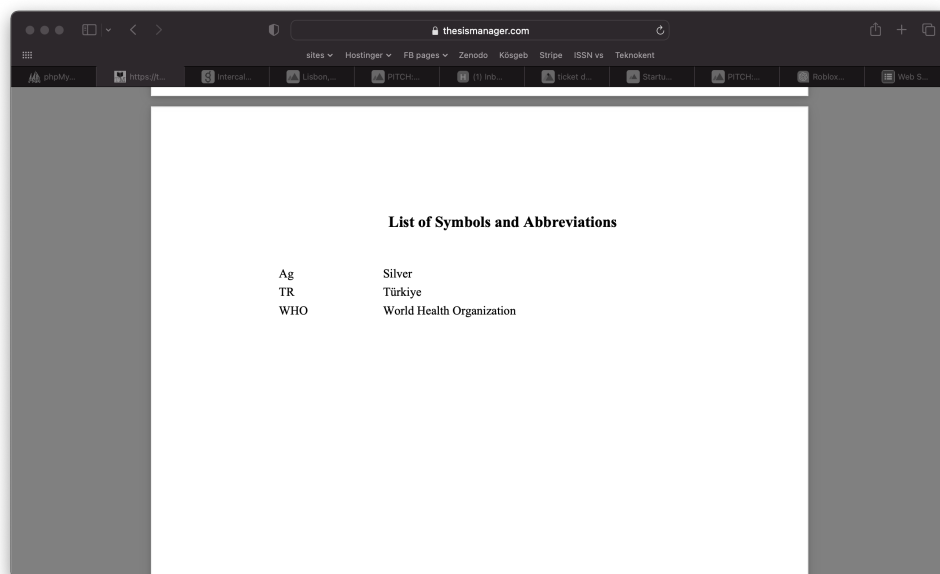 thesismanager.com
sites Hostinger FB pages Zenodo Kösgeb Stripe ISSN vs Teknokent
phpMy... https://t... Intercal... Lisbon,... PITCH:... (1) Inb... ticket d... Startu... PITCH:... Roblox... Web S...
List of Symbols and Abbreviations
Ag Silver
TR Türkiye
WHO World Health Organization